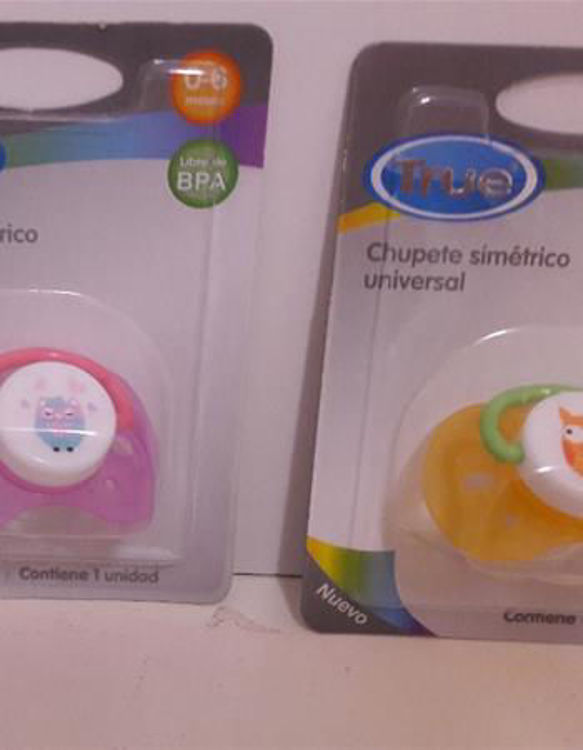 0-6
meses
Libre de
BPA
rico
Contiene 1 unidad
True
Chupete simétrico
universal
Nuevo
Contiene